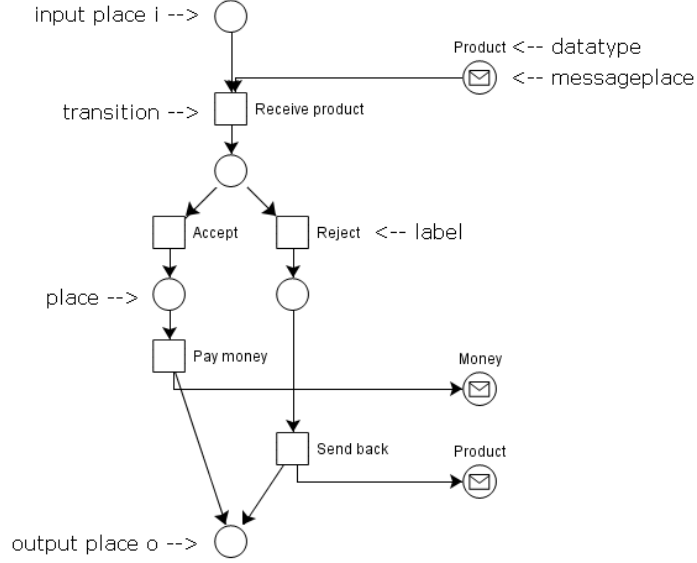 input place i -->
Product <-- datatype
<-- messageplace
transition --> Receive product
Accept
Reject <-- label
place -->
Pay money
Money
Send back
Product
output place o -->